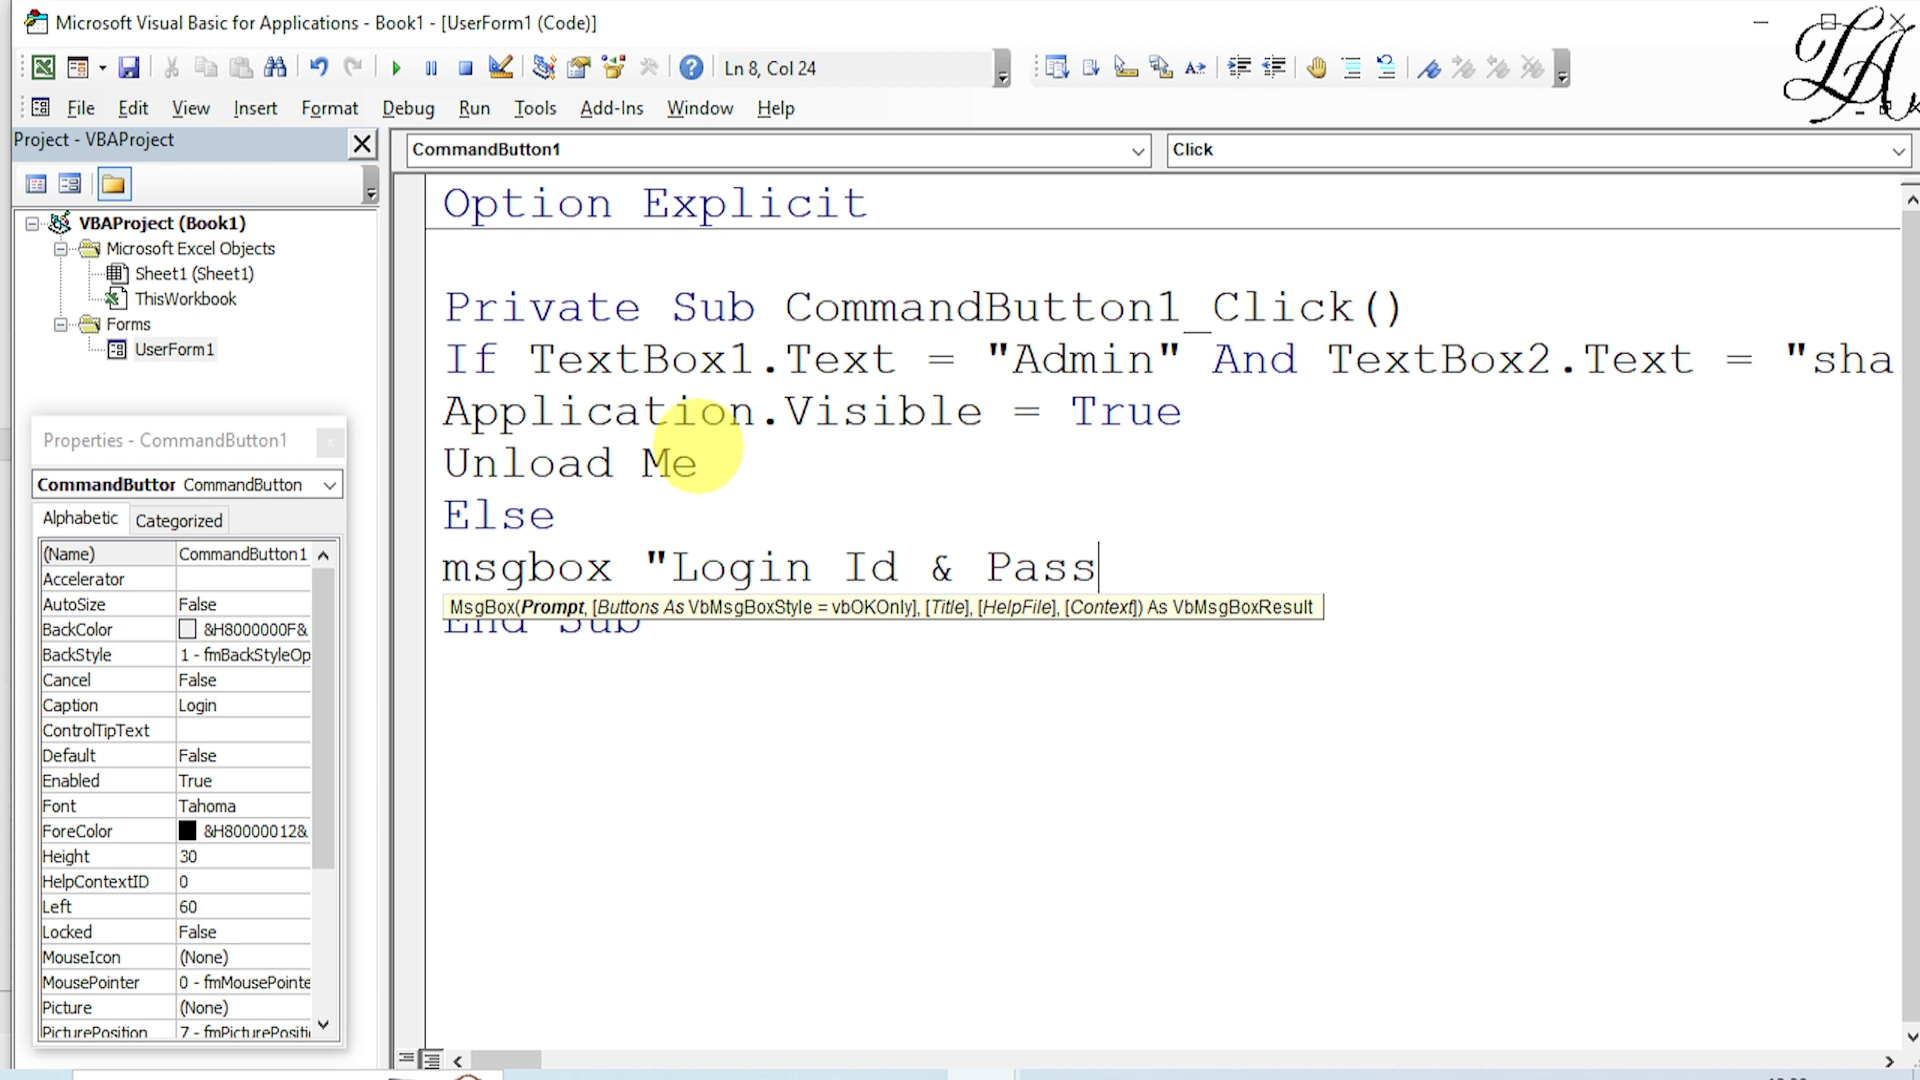 Microsoft Visual Basic for Applications - Book1 - [UserForm1 (Code)]
Ln 8, Col 24
File Edit View Insert Format Debug Run Tools Add-Ins Window Help
Project - VBAProject
CommandButton1
Click
VBAProject (Book1)
Microsoft Excel Objects
Sheet1 (Sheet1)
ThisWorkbook
Forms
UserForm1
Properties - CommandButton1
CommandButtor CommandButton
Alphabetic Categorized
(Name) CommandButton1
Accelerator
AutoSize False
BackColor &H8000000F&
BackStyle 1 - fmBackStyleOp
Cancel False
Caption Login
ControlTipText
Default False
Enabled True
Font Tahoma
ForeColor &H80000012&
Height 30
HelpContextID 0
Left 60
Locked False
MouseIcon (None)
MousePointer 0 - fmMousePointe
Picture (None)
PicturePosition 7 - fmPicturePositi
Option Explicit
Private Sub CommandButton1_Click()
If TextBox1.Text = "Admin" And TextBox2.Text = "sha
Application.Visible = True
Unload Me
Else
msgbox "Login Id & Pass
MsgBox(Prompt, [Buttons As VbMsgBoxStyle = vbOKOnly], [Title], [HelpFile], [Context]) As VbMsgBoxResult
End Sub
LA